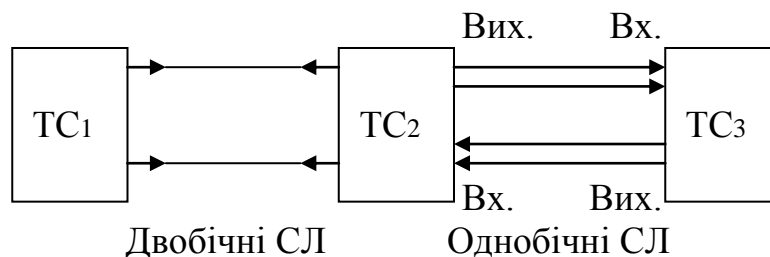 Вих. Вх.
ТС1 ТС2 ТС3
Вх. Вих.
Двобічні СЛ Однобічні СЛ